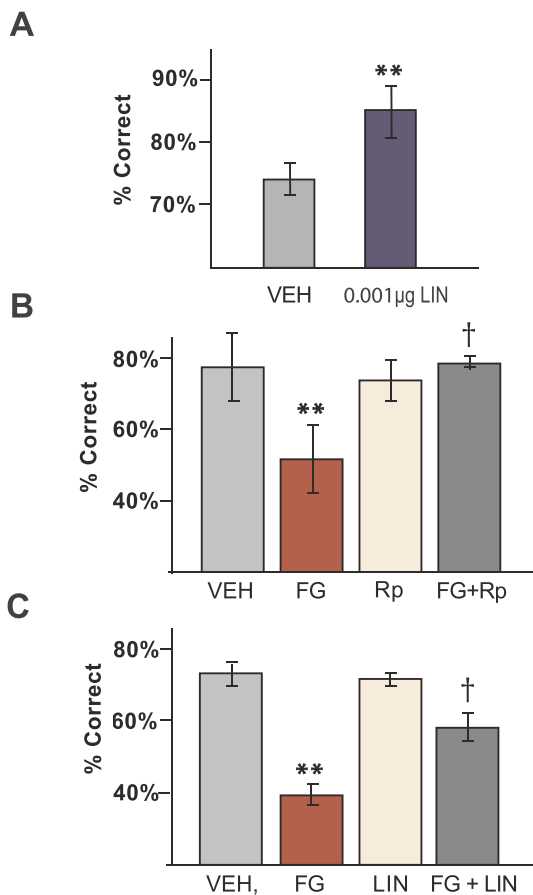 A
90%
80%
70%
% Correct
**
VEH 0.001µg LIN
B
80%
60%
40%
% Correct
**
†
VEH FG Rp FG+Rp
C
80%
60%
40%
% Correct
**
†
VEH, FG LIN FG + LIN